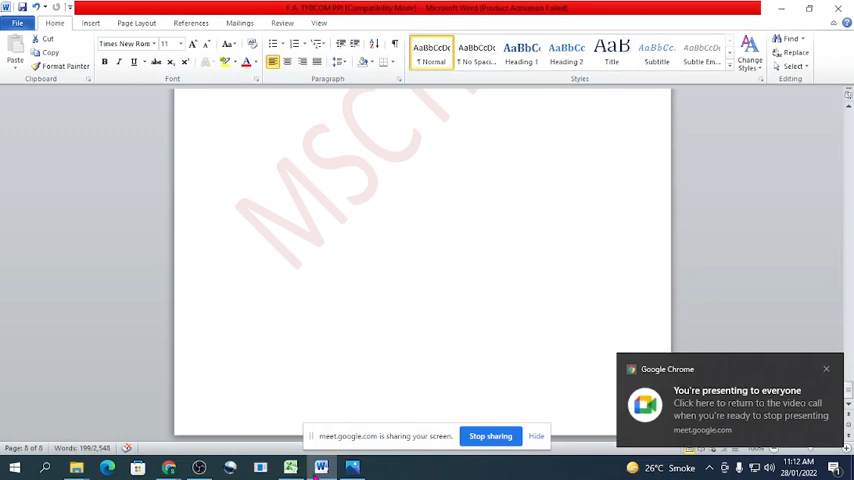 F.A. TYBCOM PPI [Compatibility Mode] - Microsoft Word (Product Activation Failed)
File Home Insert Page Layout References Mailings Review View
Paste
Cut
Copy
Format Painter
Clipboard
Times New Rom 11
Font
Paragraph
AaBbCcDc AaBbCcDc AaBbCc AaBbCc AaB AaBbCcL AaBbCcDc
¶ Normal ¶ No Spaci... Heading 1 Heading 2 Title Subtitle Subtle Em...
Change Styles
Styles
Find
Replace
Select
Editing
Google Chrome
You're presenting to everyone
Click here to return to the video call
when you're ready to stop presenting
meet.google.com
meet.google.com is sharing your screen. Stop sharing Hide
Page: 8 of 8 Words: 199/2,548
26°C Smoke
11:12 AM
28/01/2022